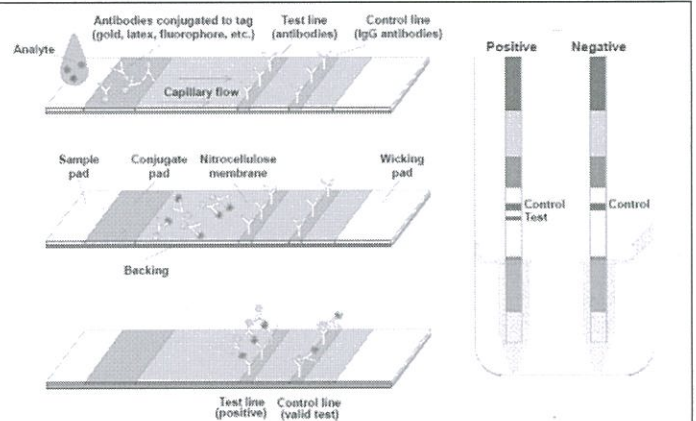 Antibodies conjugated to tag
(gold, latex, fluorophore, etc.)
Test line
(antibodies)
Control line
(IgG antibodies)
Analyte
Capillary flow
Sample
pad
Conjugate
pad
Nitrocellulose
membrane
Wicking
pad
Backing
Test line
(positive)
Control line
(valid test)
Positive
Negative
Control
Test
Control